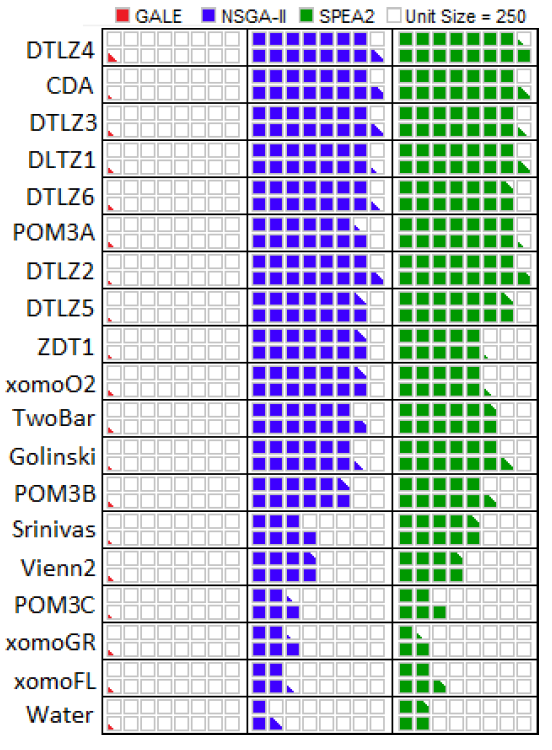 GALE NSGA-II SPEA2 Unit Size = 250
DTLZ4
CDA
DTLZ3
DLTZ1
DTLZ6
POM3A
DTLZ2
DTLZ5
ZDT1
xomoO2
TwoBar
Golinski
POM3B
Srinivas
Vienn2
POM3C
xomoGR
xomoFL
Water